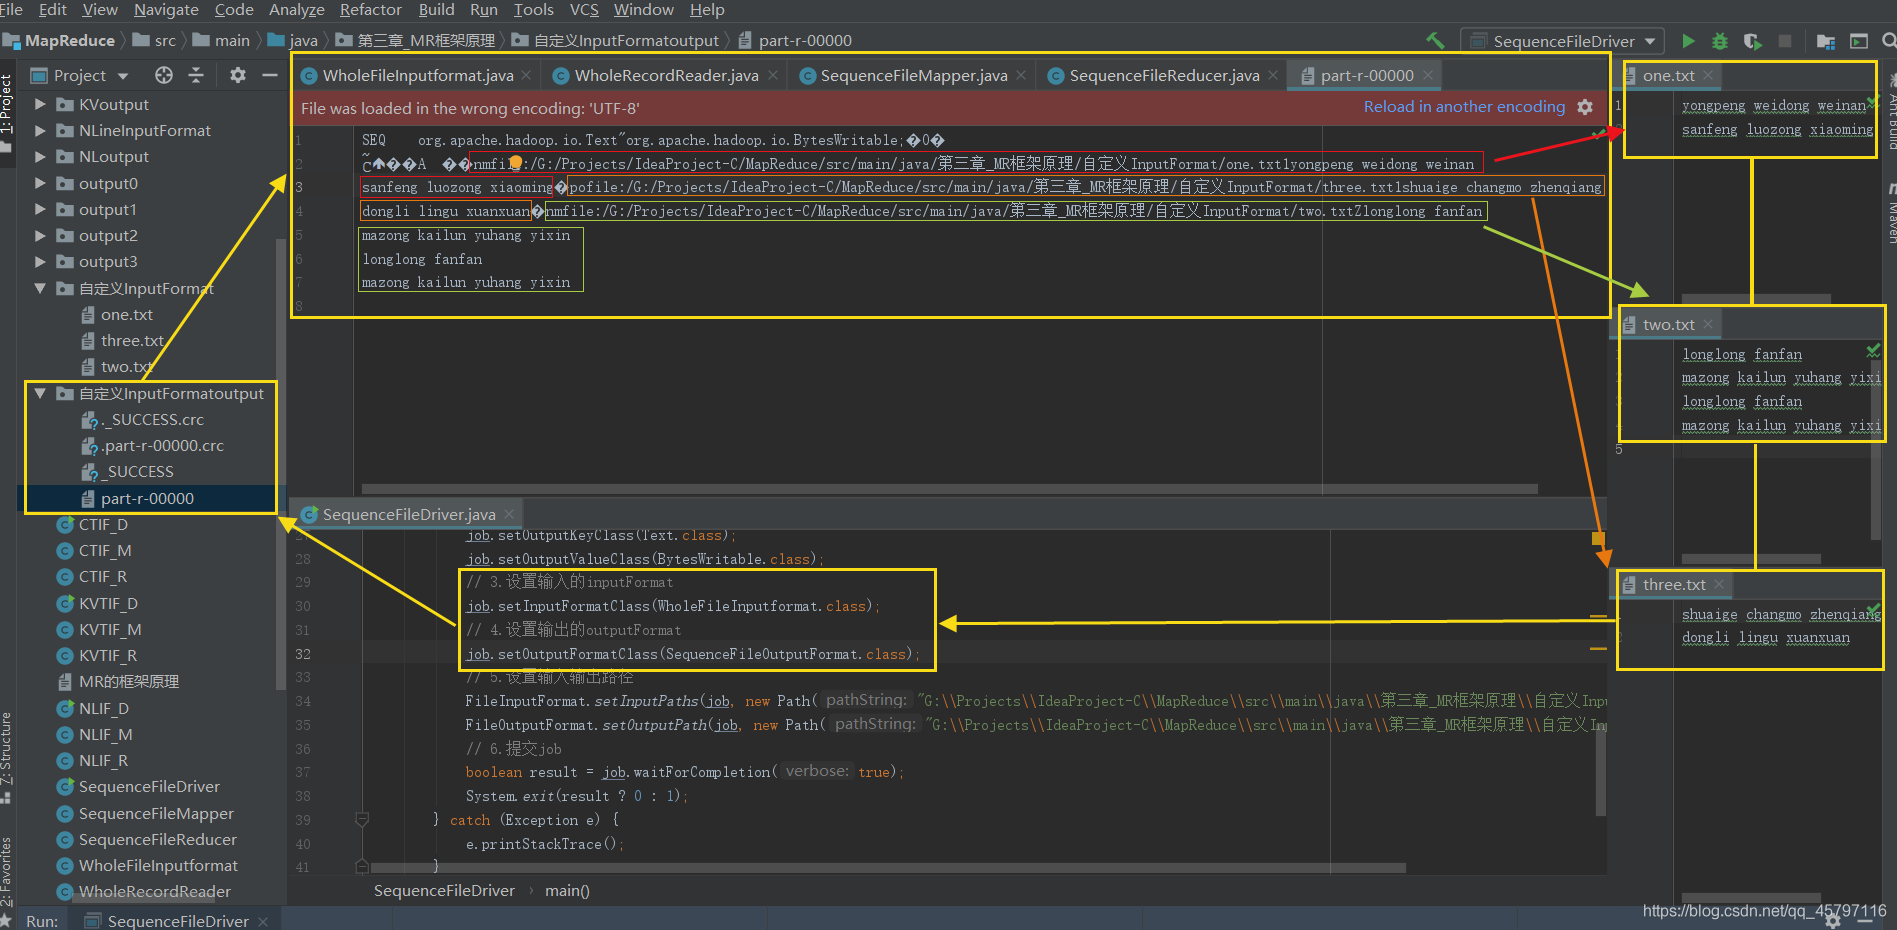 File Edit View Navigate Code Analyze Refactor Build Run Tools VCS Window Help
MapReduce src main java 第三章_MR框架原理 自定义InputFormatoutput part-r-00000 SequenceFileDriver
1: Project
Project
KVoutput
NLineInputFormat
NLoutput
output0
output1
output2
output3
自定义InputFormat
one.txt
three.txt
two.txt
自定义InputFormatoutput
._SUCCESS.crc
.part-r-00000.crc
_SUCCESS
part-r-00000
CTIF_D
CTIF_M
CTIF_R
KVTIF_D
KVTIF_M
KVTIF_R
MR的框架原理
NLIF_D
NLIF_M
NLIF_R
SequenceFileDriver
SequenceFileMapper
SequenceFileReducer
WholeFileInputformat
WholeRecordReader
7: Structure
2: Favorites
WholeFileInputformat.java WholeRecordReader.java SequenceFileMapper.java SequenceFileReducer.java part-r-00000
File was loaded in the wrong encoding: 'UTF-8' Reload in another encoding
1 SEQ org.apache.hadoop.io.Text"org.apache.hadoop.io.BytesWritable;�0�
2 ��A ��nmfile:/G:/Projects/IdeaProject-C/MapReduce/src/main/java/第三章_MR框架原理/自定义InputFormat/one.txt1yongpeng weidong weinan
3 sanfeng luozong xiaoming�pofile:/G:/Projects/IdeaProject-C/MapReduce/src/main/java/第三章_MR框架原理/自定义InputFormat/three.txt1shuaige changmo zhenqiang
4 dongli lingu xuanxuan�nmfile:/G:/Projects/IdeaProject-C/MapReduce/src/main/java/第三章_MR框架原理/自定义InputFormat/two.txtZlonglong fanfan
5 mazong kailun yuhang yixin
6 longlong fanfan
7 mazong kailun yuhang yixin
8
SequenceFileDriver.java
27 job.setOutputKeyClass(Text.class);
28 job.setOutputValueClass(BytesWritable.class);
29 // 3.设置输入的inputFormat
30 job.setInputFormatClass(WholeFileInputformat.class);
31 // 4.设置输出的outputFormat
32 job.setOutputFormatClass(SequenceFileOutputFormat.class);
33 // 5.设置输入输出路径
34 FileInputFormat.setInputPaths(job, new Path( pathString: "G:\\Projects\\IdeaProject-C\\MapReduce\\src\\main\\java\\第三章_MR框架原理\\自定义Inpu
35 FileOutputFormat.setOutputPath(job, new Path( pathString: "G:\\Projects\\IdeaProject-C\\MapReduce\\src\\main\\java\\第三章_MR框架原理\\自定义Inp
36 // 6.提交job
37 boolean result = job.waitForCompletion( verbose: true);
38 System.exit(result ? 0 : 1);
39 } catch (Exception e) {
40 e.printStackTrace();
41 }
SequenceFileDriver main()
one.txt
1 yongpeng weidong weinan
sanfeng luozong xiaoming
two.txt
longlong fanfan
mazong kailun yuhang yixi
longlong fanfan
mazong kailun yuhang yixi
5
three.txt
shuaige changmo zhenqiang
dongli lingu xuanxuan
Ant Build
Maven
Run: SequenceFileDriver
https://blog.csdn.net/qq_45797116